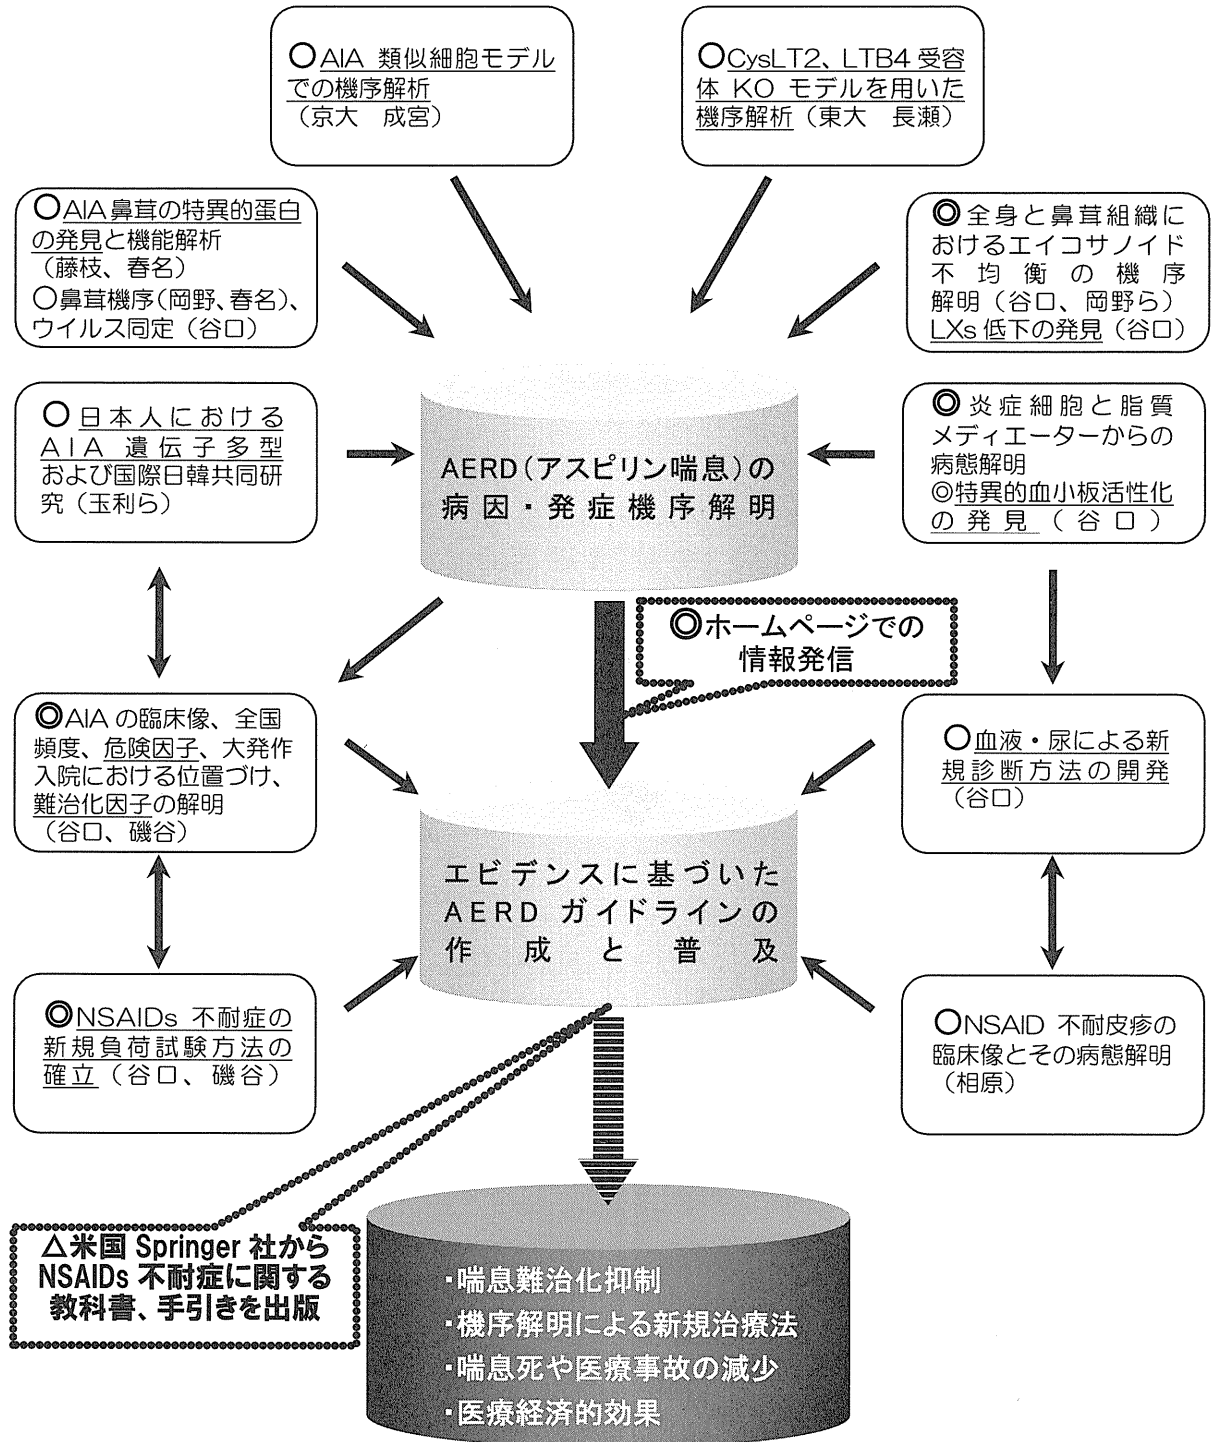 ○AIA 類似細胞モデル
での機序解析
（京大　成宮）
○CysLT2、LTB4 受容
体 KO モデルを用いた
機序解析（東大　長瀬）
○AIA鼻茸の特異的蛋白
の発見と機能解析
（藤枝、春名）
○鼻茸機序（岡野、春名）、
ウイルス同定（谷口）
◎全身と鼻茸組織に
おけるエイコサノイド
不均衡の機序
解明（谷口、岡野ら）
LXs 低下の発見（谷口）
○日本人における
AIA 遺伝子多型
および国際日韓共同研
究（玉利ら）
AERD（アスピリン喘息）の
病因・発症機序解明
◎炎症細胞と脂質
メディエーターからの
病態解明
◎特異的血小板活性化
の発見（谷口）
◎ホームページでの
情報発信
◎AIA の臨床像、全国
頻度、危険因子、大発作
入院における位置づけ、
難治化因子の解明
（谷口、磯谷）
○血液・尿による新
規診断方法の開発
（谷口）
エビデンスに基づいた
AERD ガイドラインの
作成と普及
◎NSAIDs 不耐症の
新規負荷試験方法の
確立（谷口、磯谷）
○NSAID 不耐皮疹の
臨床像とその病態解明
（相原）
△米国 Springer 社から
NSAIDs 不耐症に関する
教科書、手引きを出版
・喘息難治化抑制
・機序解明による新規治療法
・喘息死や医療事故の減少
・医療経済的効果